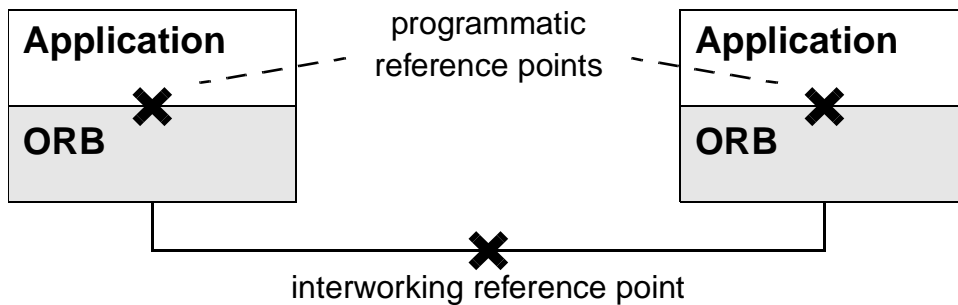 Application
ORB
programmatic
reference points
Application
ORB
interworking reference point